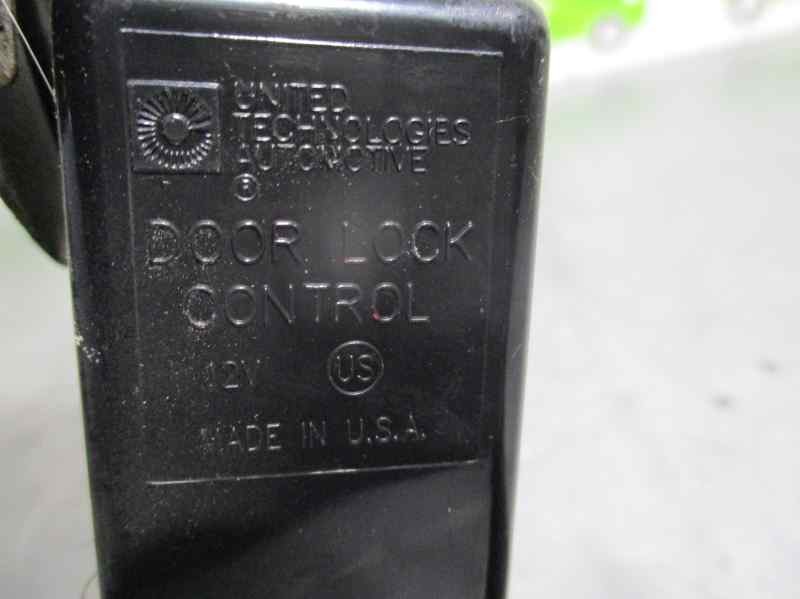 UNITED
TECHNOLOGIES
AUTOMOTIVE
®
DOOR LOCK
CONTROL
12V US
MADE IN U.S.A.